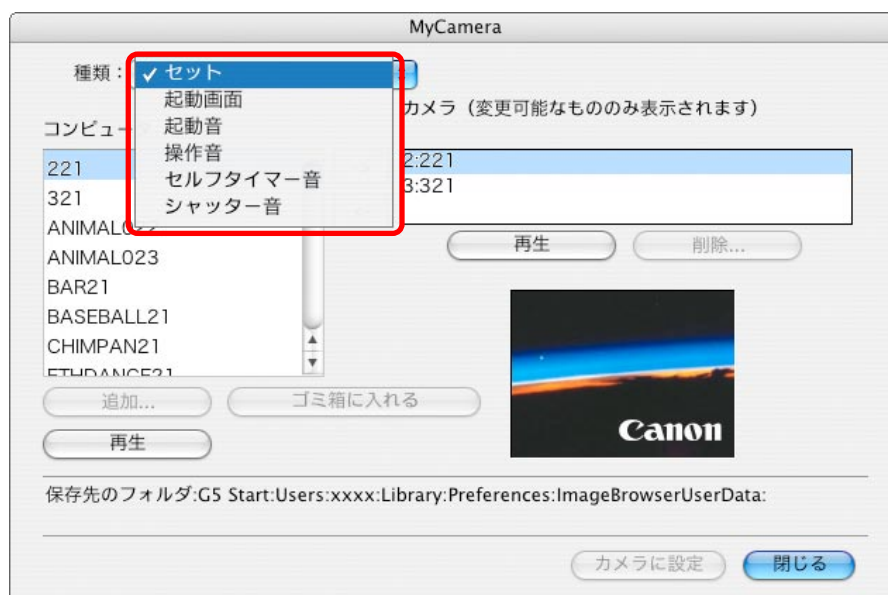 MyCamera
種類：
✓ セット
起動画面
起動音
操作音
セルフタイマー音
シャッター音
カメラ（変更可能なもののみ表示されます）
コンピュー
221
321
ANIMAL022
ANIMAL023
BAR21
BASEBALL21
CHIMPAN21
2:221
3:321
再生
削除...
追加...
ゴミ箱に入れる
再生
Canon
保存先のフォルダ:G5 Start:Users:xxxx:Library:Preferences:ImageBrowserUserData:
カメラに設定
閉じる